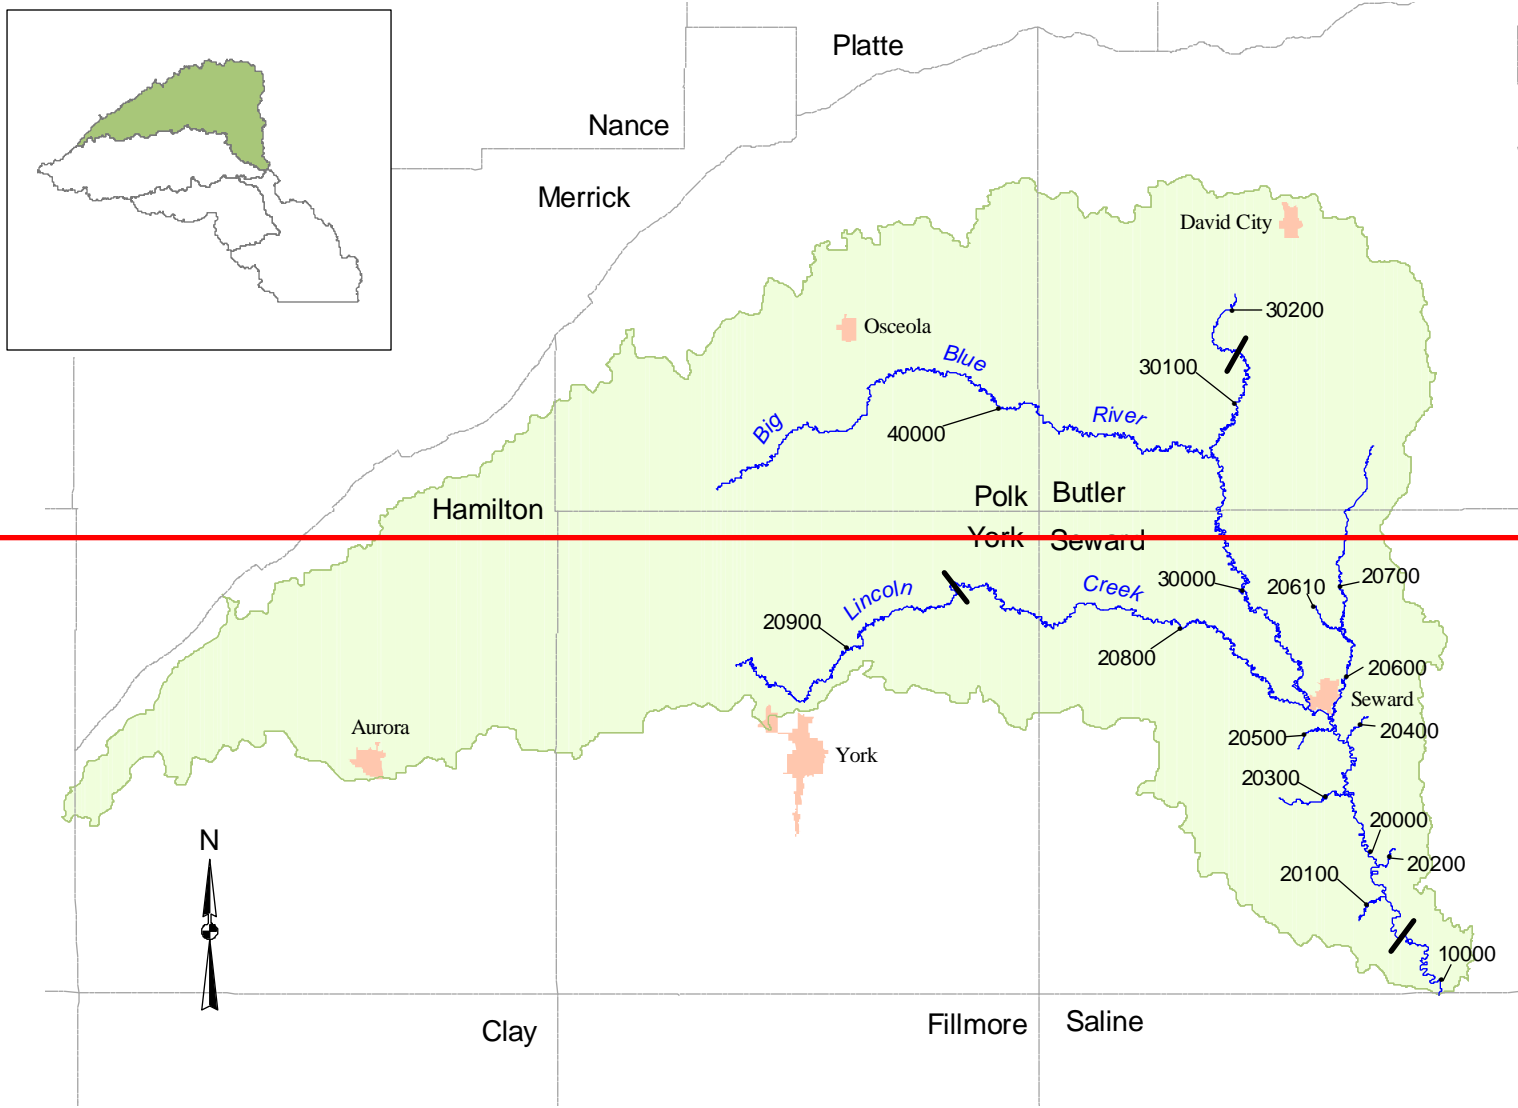 Platte
Nance
Merrick
David City
30200
Osceola
Blue
30100
Big
River
40000
Polk
Butler
Hamilton
York
Seward
Lincoln
Creek
30000
20610
20700
20900
20800
20600
Seward
Aurora
20500
20400
York
20300
20000
N
20200
20100
10000
Clay
Fillmore
Saline